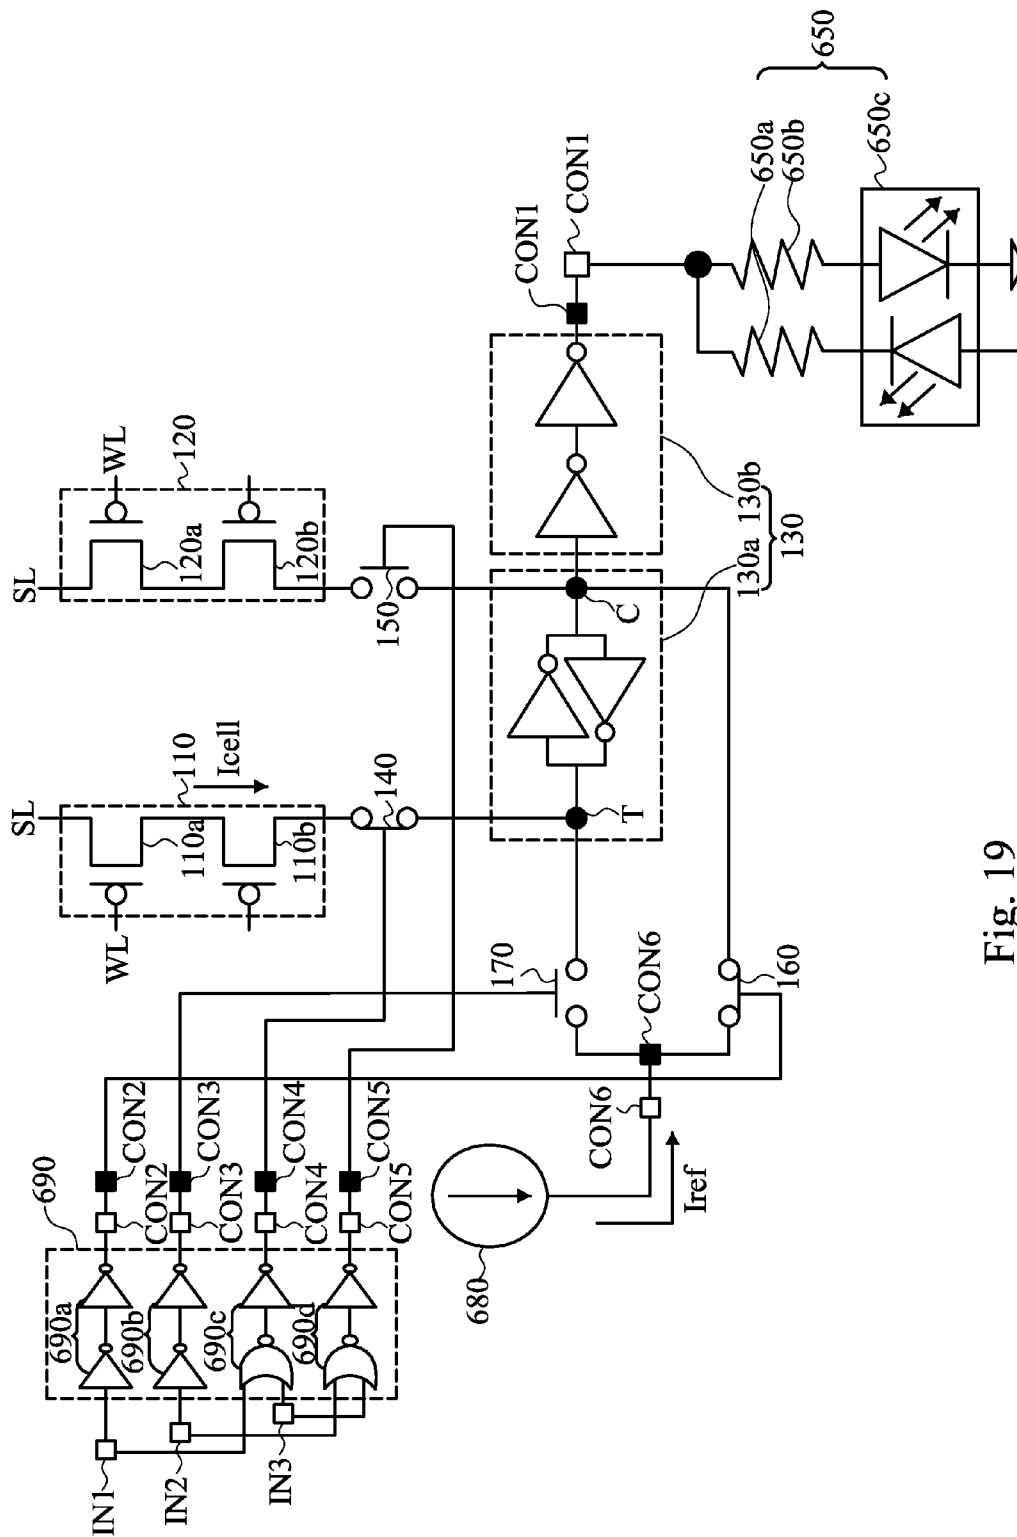 IN1
IN2
IN3
690
690a
690b
690c
690d
CON2
CON3
CON4
CON5
CON2
CON3
CON4
CON5
680
Iref
CON6
CON6
170
160
SL
WL
110
110a
110b
Icell
140
T
SL
WL
120
120a
120b
150
C
130a
130b
130
CON1
CON1
650a
650b
650
650c
Fig. 19